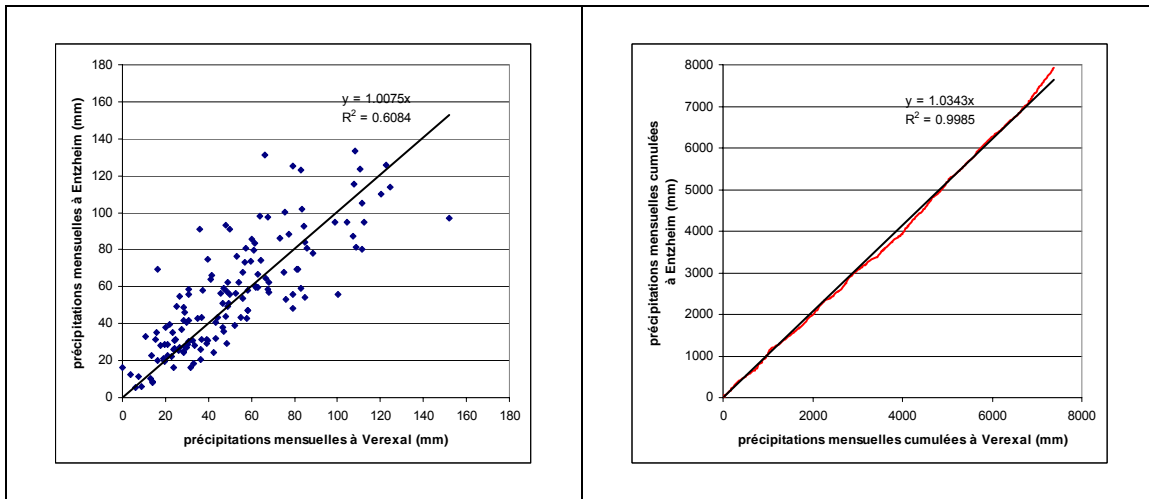 précipitations mensuelles à Entzheim (mm)
180
160
140
120
100
80
60
40
20
0
y = 1.0075x
R² = 0.6084
0 20 40 60 80 100 120 140 160 180
précipitations mensuelles à Verexal (mm)
précipitations mensuelles cumulées
à Entzheim (mm)
8000
7000
6000
5000
4000
3000
2000
1000
0
y = 1.0343x
R² = 0.9985
0 2000 4000 6000 8000
précipitations mensuelles cumulées à Verexal (mm)